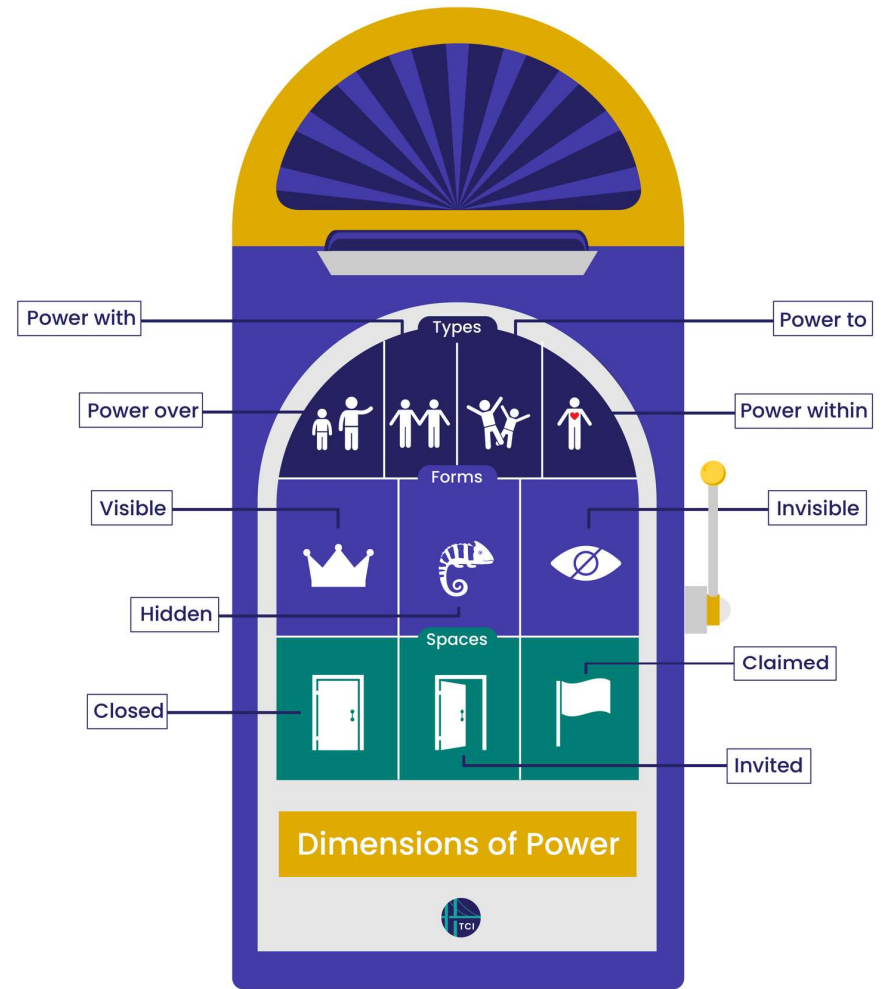 Power with
Types
Power to
Power over
Power within
Forms
Visible
Invisible
Hidden
Spaces
Claimed
Closed
Invited
Dimensions of Power
TCI